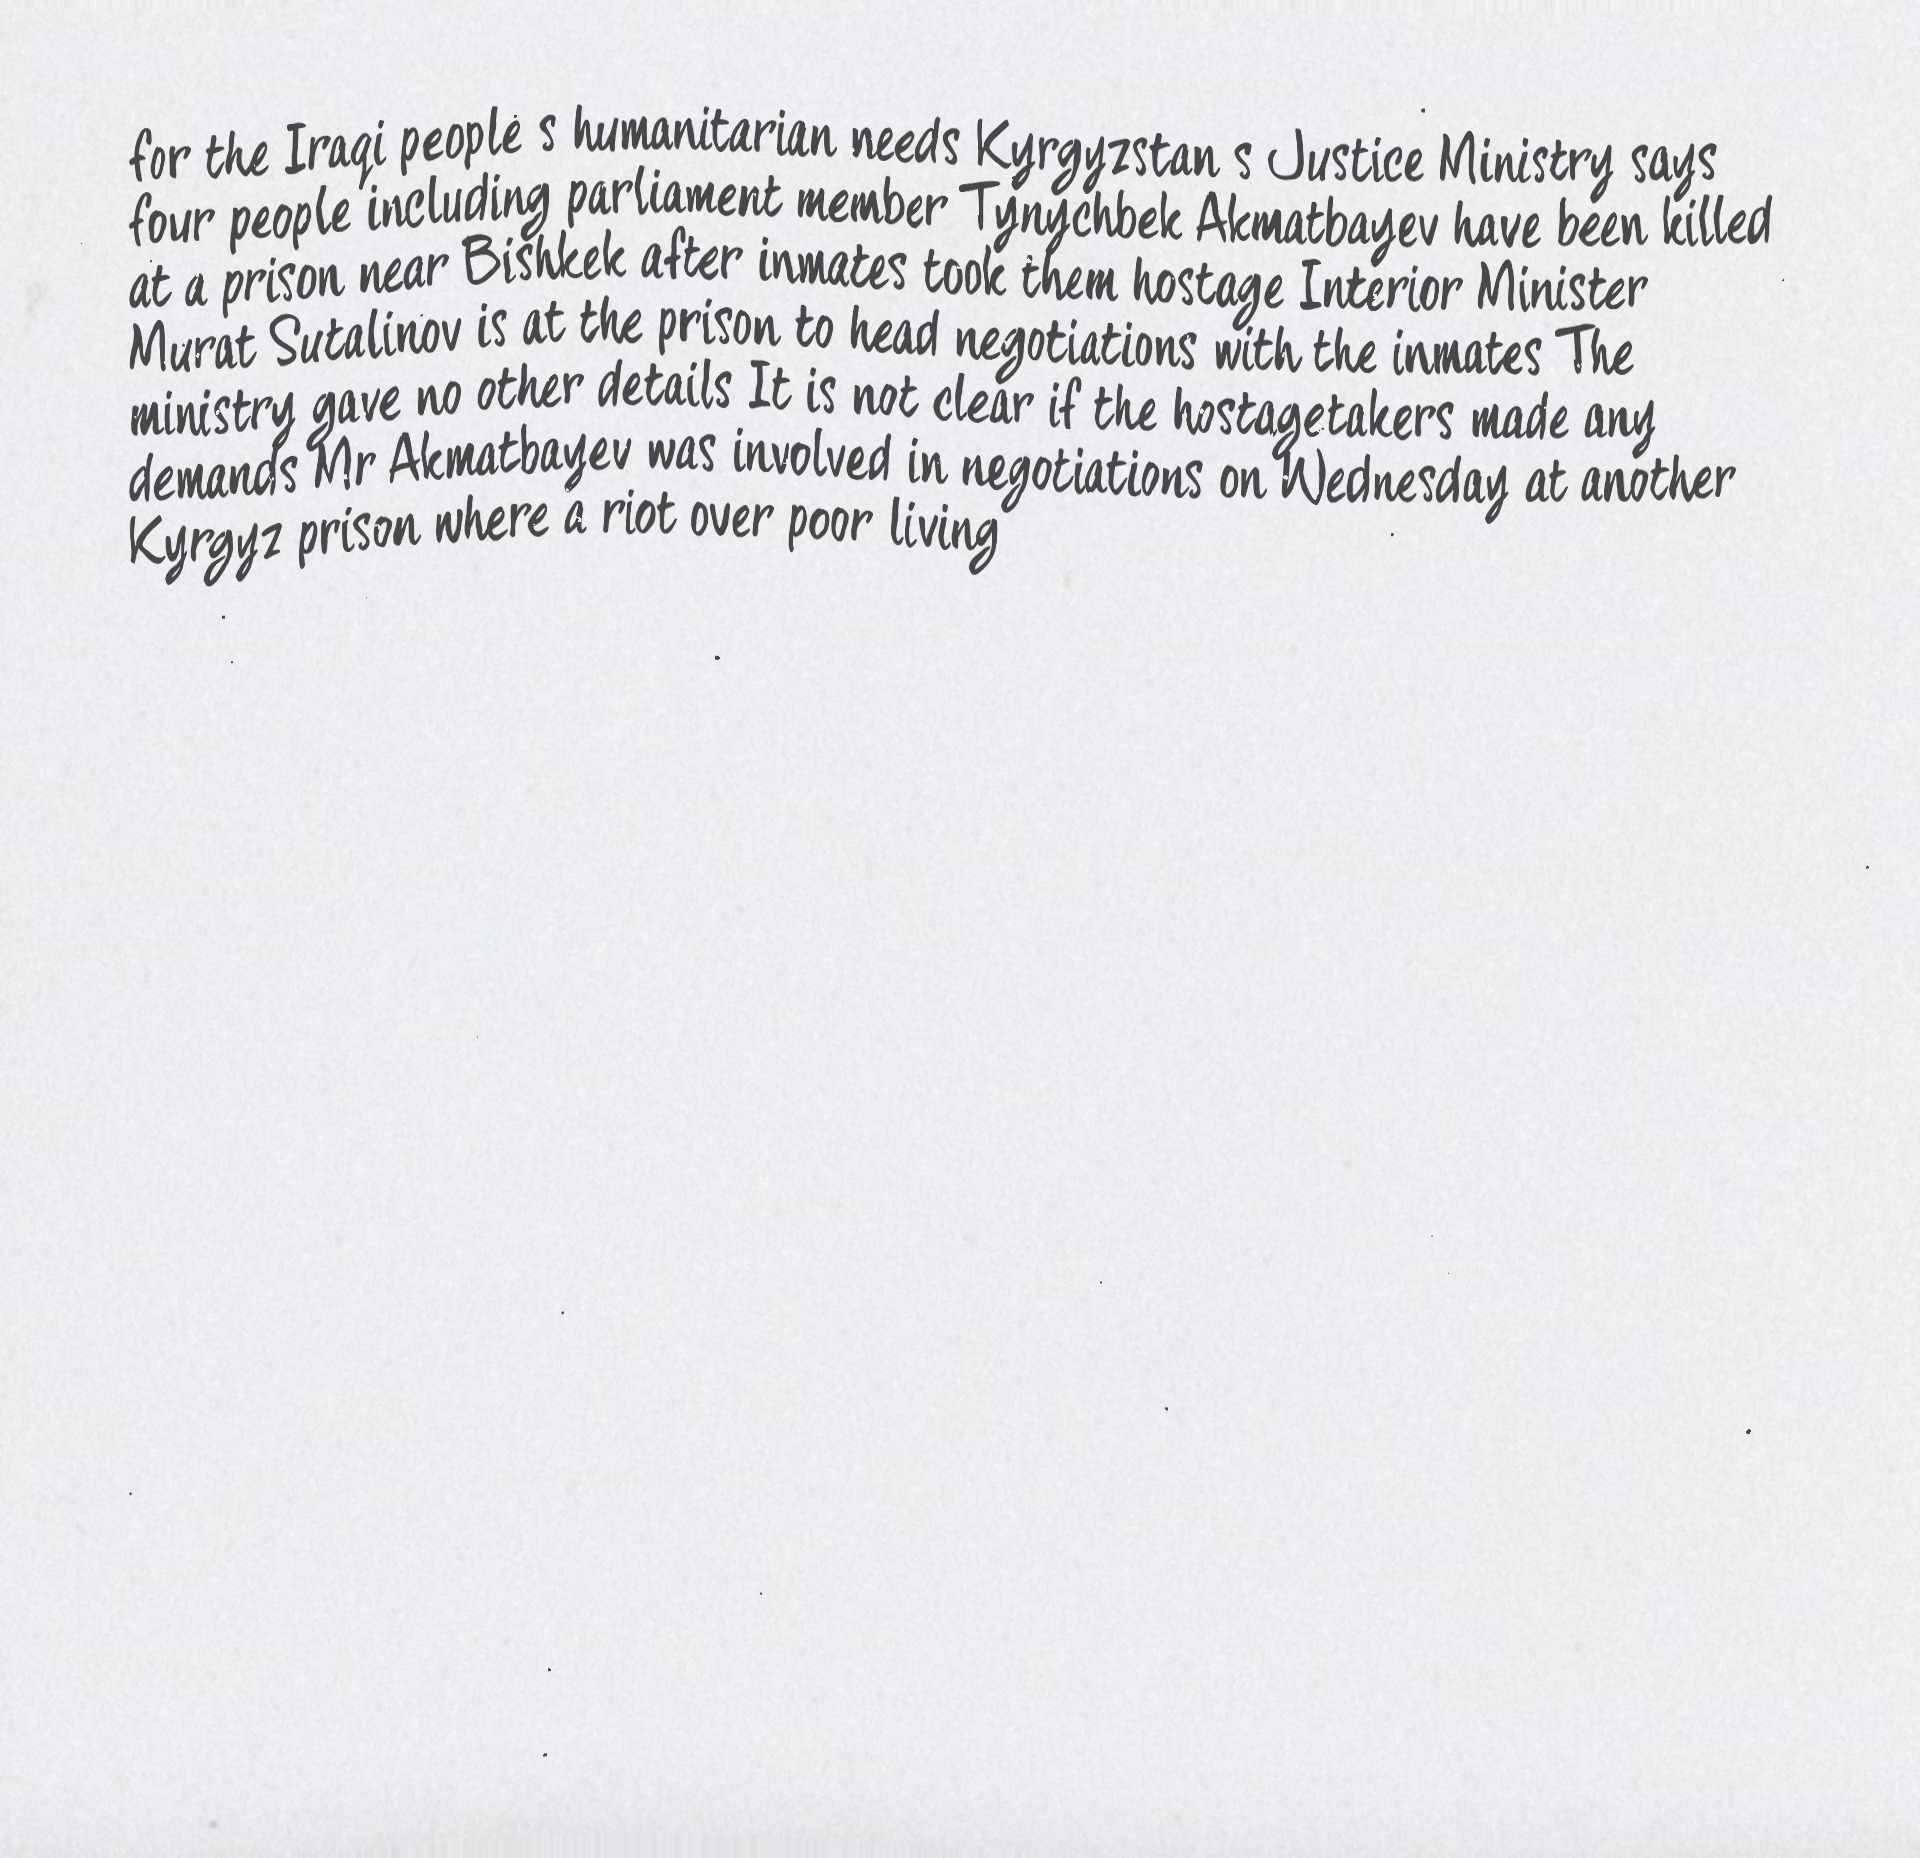 for the Iraqi people s humanitarian needs Kyrgyzstan s Justice Ministry says
four people including parliament member Tynychbek Akmatbayev have been killed
at a prison near Bishkek after inmates took them hostage Interior Minister
Murat Sutalinov is at the prison to head negotiations with the inmates The
ministry gave no other details It is not clear if the hostagetakers made any
demands Mr Akmatbayev was involved in negotiations on Wednesday at another
Kyrgyz prison where a riot over poor living